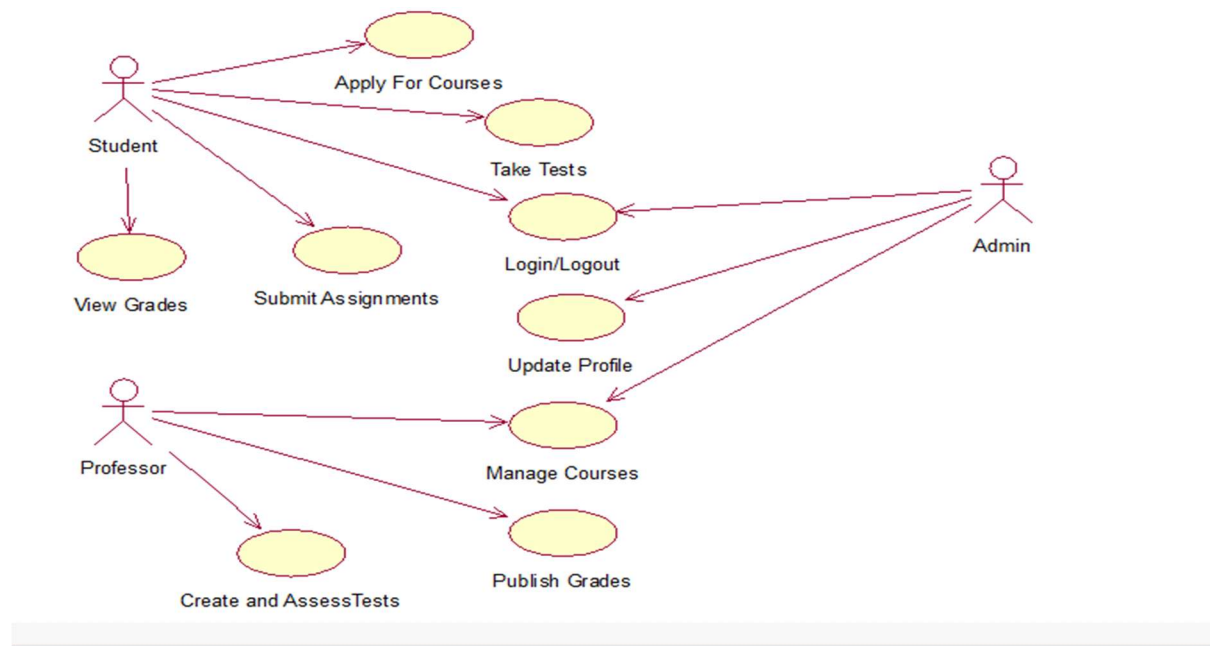 Apply For Courses
Student
Take Tests
Admin
Login/Logout
View Grades
Submit Assignments
Update Profile
Professor
Manage Courses
Publish Grades
Create and AssessTests